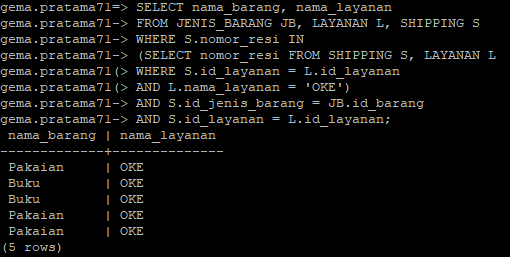 gema.pratama71=> SELECT nama_barang, nama_layanan
gema.pratama71-> FROM JENIS_BARANG JB, LAYANAN L, SHIPPING S
gema.pratama71-> WHERE S.nomor_resi IN
gema.pratama71-> (SELECT nomor_resi FROM SHIPPING S, LAYANAN L
gema.pratama71(> WHERE S.id_layanan = L.id_layanan
gema.pratama71(> AND L.nama_layanan = 'OKE')
gema.pratama71-> AND S.id_jenis_barang = JB.id_barang
gema.pratama71-> AND S.id_layanan = L.id_layanan;
 nama_barang | nama_layanan
-------------+--------------
 Pakaian     | OKE
 Buku        | OKE
 Buku        | OKE
 Pakaian     | OKE
 Pakaian     | OKE
(5 rows)